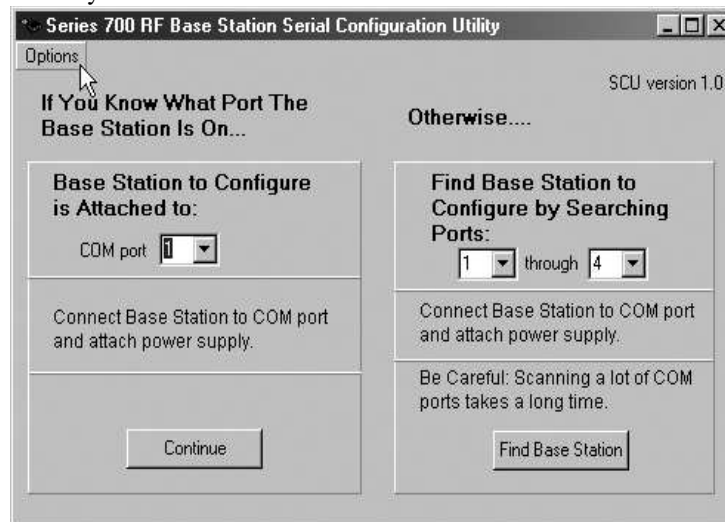 Series 700 RF Base Station Serial Configuration Utility
Options
SCU version 1.0
If You Know What Port The
Base Station Is On...
Base Station to Configure
is Attached to:
COM port 1
Connect Base Station to COM port
and attach power supply.
Continue
Otherwise....
Find Base Station to
Configure by Searching
Ports:
1 through 4
Connect Base Station to COM port
and attach power supply.
Be Careful: Scanning a lot of COM
ports takes a long time.
Find Base Station